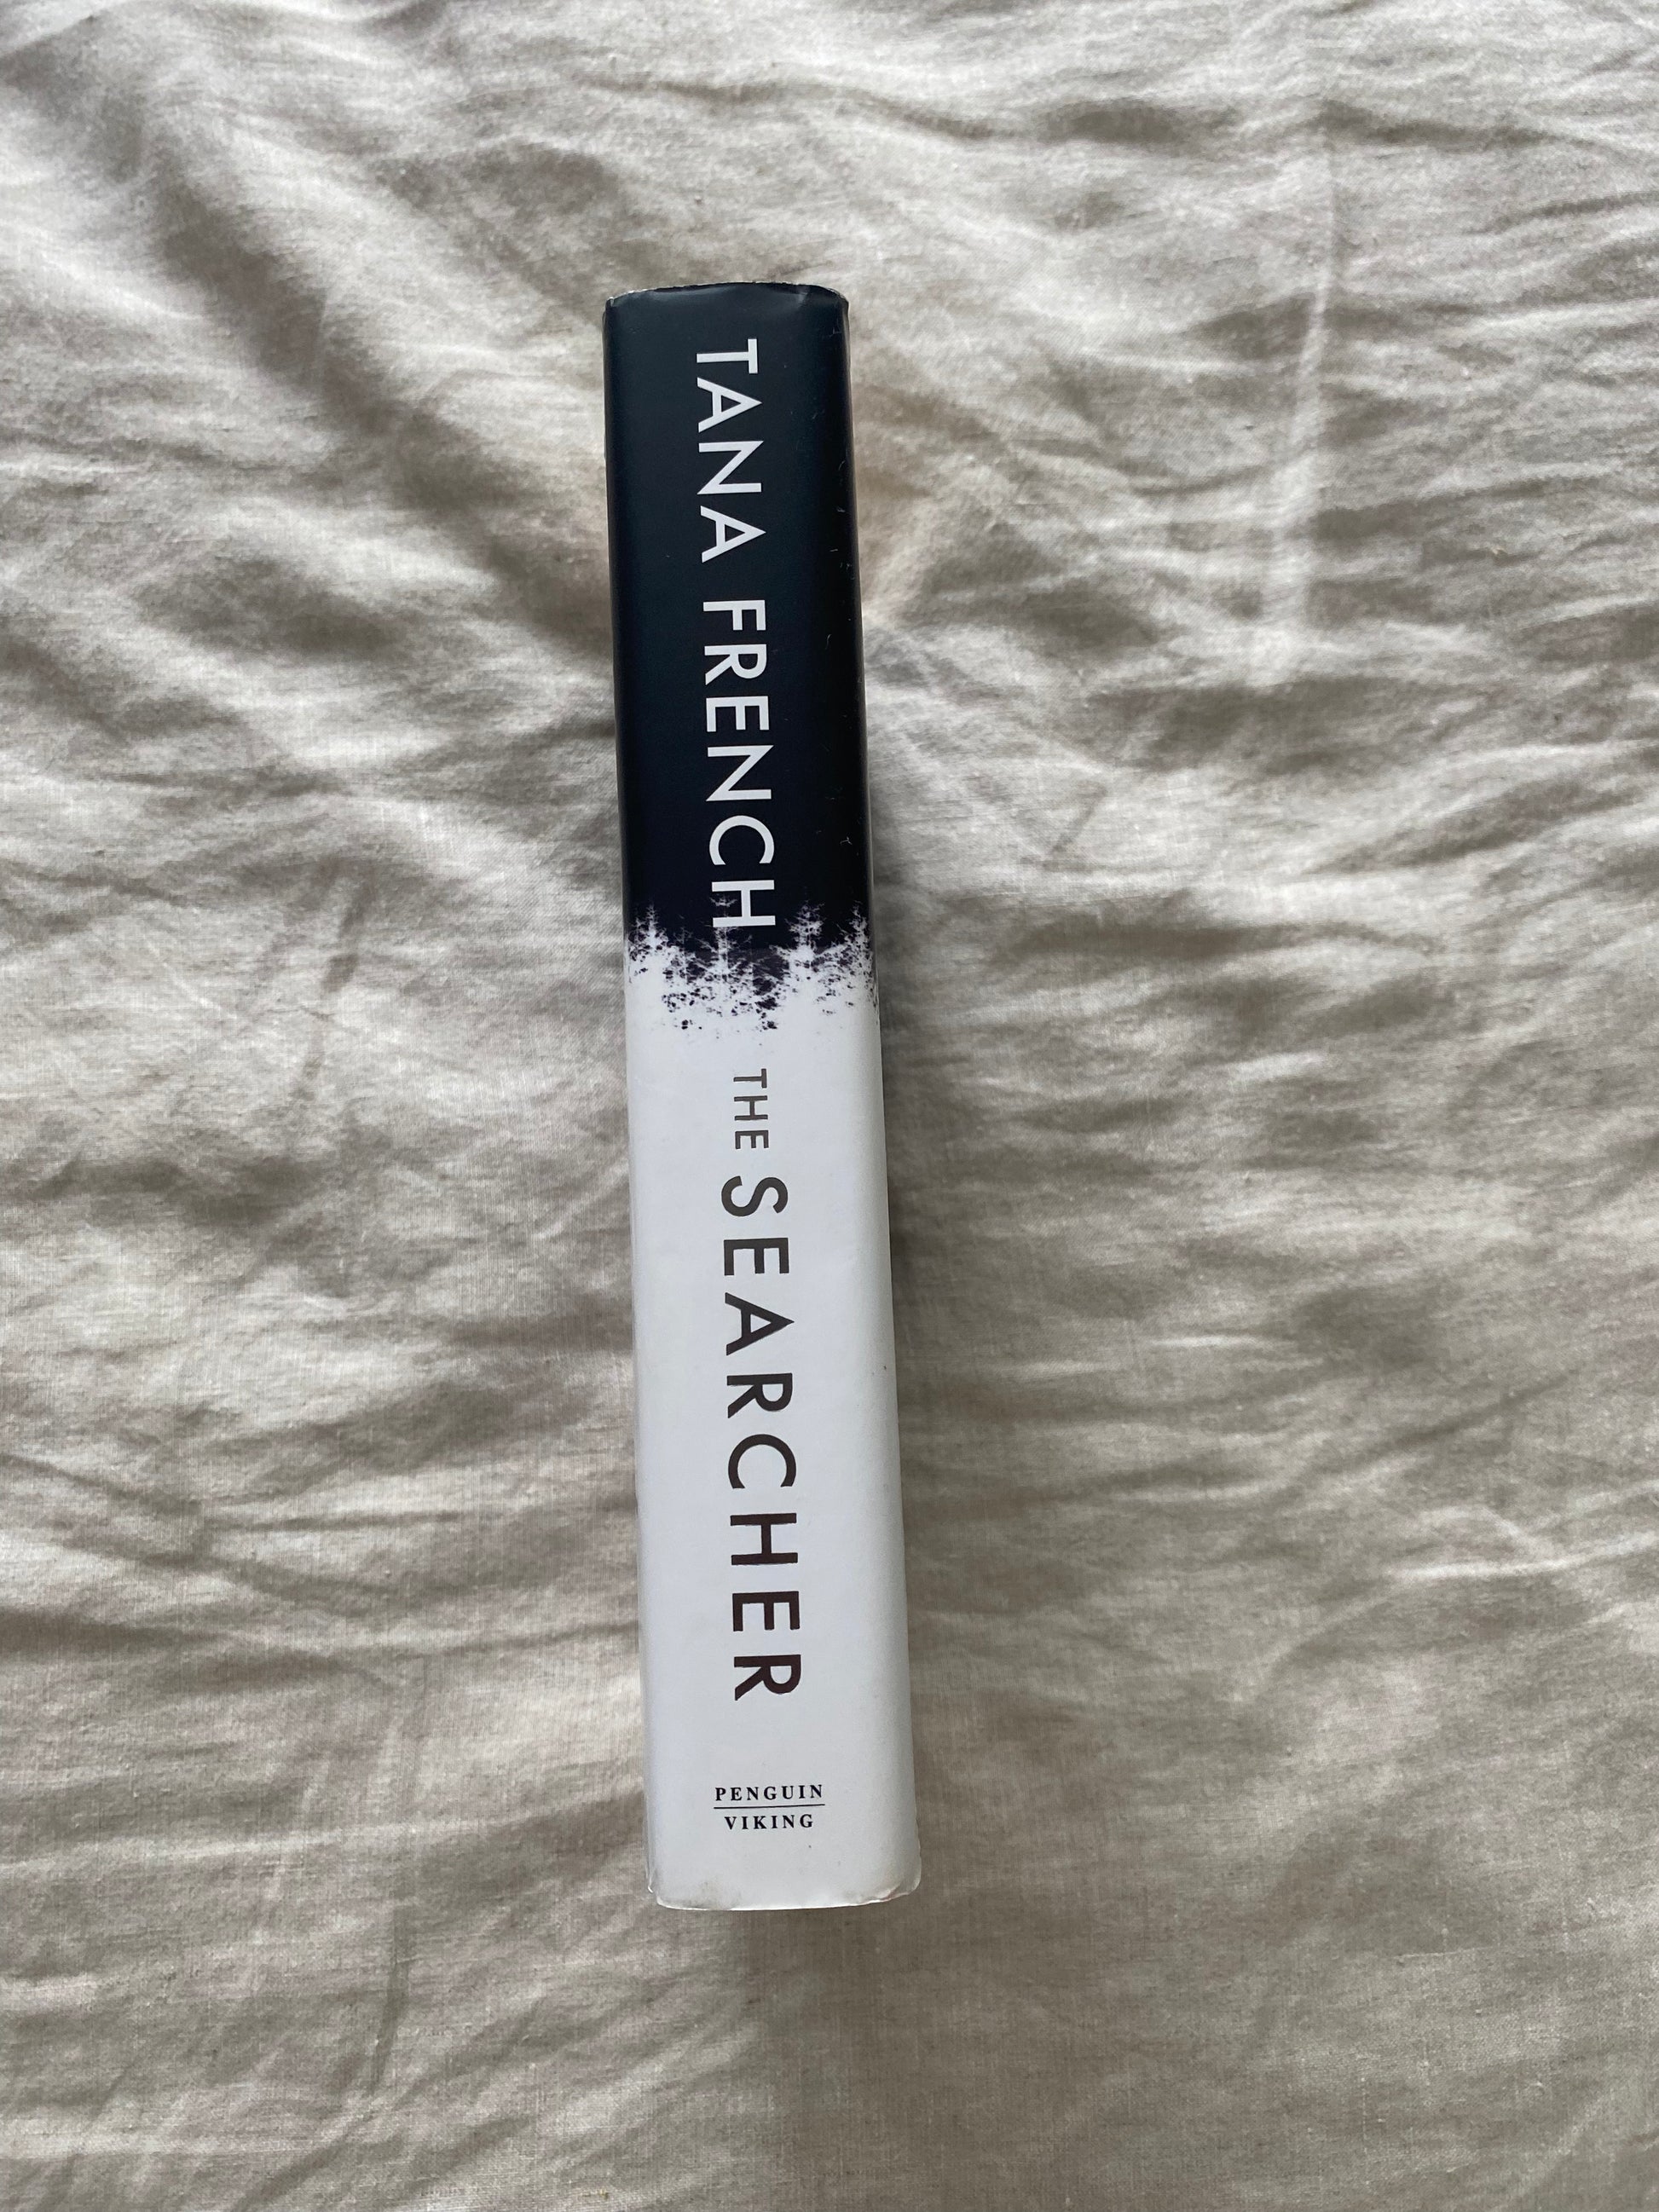 TANA FRENCH
THE SEARCHER
PENGUIN
VIKING